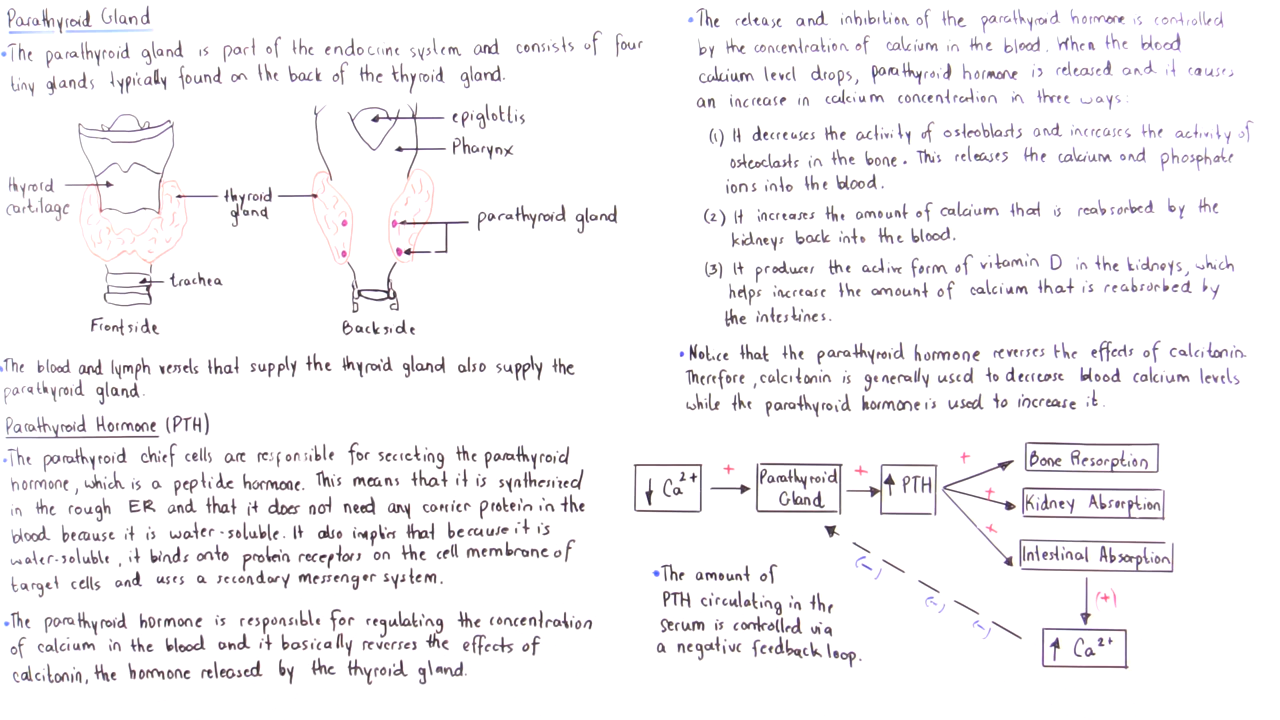 Parathyroid Gland
• The parathyroid gland is part of the endocrine system and consists of four
tiny glands typically found on the back of the thyroid gland.
epiglottis
Pharynx
thyroid
cartilage
thyroid
gland
parathyroid gland
trachea
Frontside
Backside
• The blood and lymph vessels that supply the thyroid gland also supply the
parathyroid gland.
Parathyroid Hormone (PTH)
• The parathyroid chief cells are responsible for secreting the parathyroid
hormone, which is a peptide hormone. This means that it is synthesized
in the rough ER and that it does not need any carrier protein in the
blood because it is water-soluble. It also implies that because it is
water-soluble, it binds onto protein receptors on the cell membrane of
target cells and uses a secondary messenger system.
• The parathyroid hormone is responsible for regulating the concentration
of calcium in the blood and it basically reverses the effects of
calcitonin, the hormone released by the thyroid gland.
• The release and inhibition of the parathyroid hormone is controlled
by the concentration of calcium in the blood. When the blood
calcium level drops, parathyroid hormone is released and it causes
an increase in calcium concentration in three ways:
(1) It decreases the activity of osteoblasts and increases the activity of
osteoclasts in the bone. This releases the calcium and phosphate
ions into the blood.
(2) It increases the amount of calcium that is reabsorbed by the
kidneys back into the blood.
(3) It produces the active form of vitamin D in the kidneys, which
helps increase the amount of calcium that is reabsorbed by
the intestines.
• Notice that the parathyroid hormone reverses the effects of calcitonin.
Therefore, calcitonin is generally used to decrease blood calcium levels
while the parathyroid hormone is used to increase it.
↓ Ca²⁺
+
Parathyroid
Gland
+
↑ PTH
+
Bone Resorption
+
Kidney Absorption
+
Intestinal Absorption
(+)
↑ Ca²⁺
(-)
(-)
(-)
• The amount of
PTH circulating in the
serum is controlled via
a negative feedback loop.